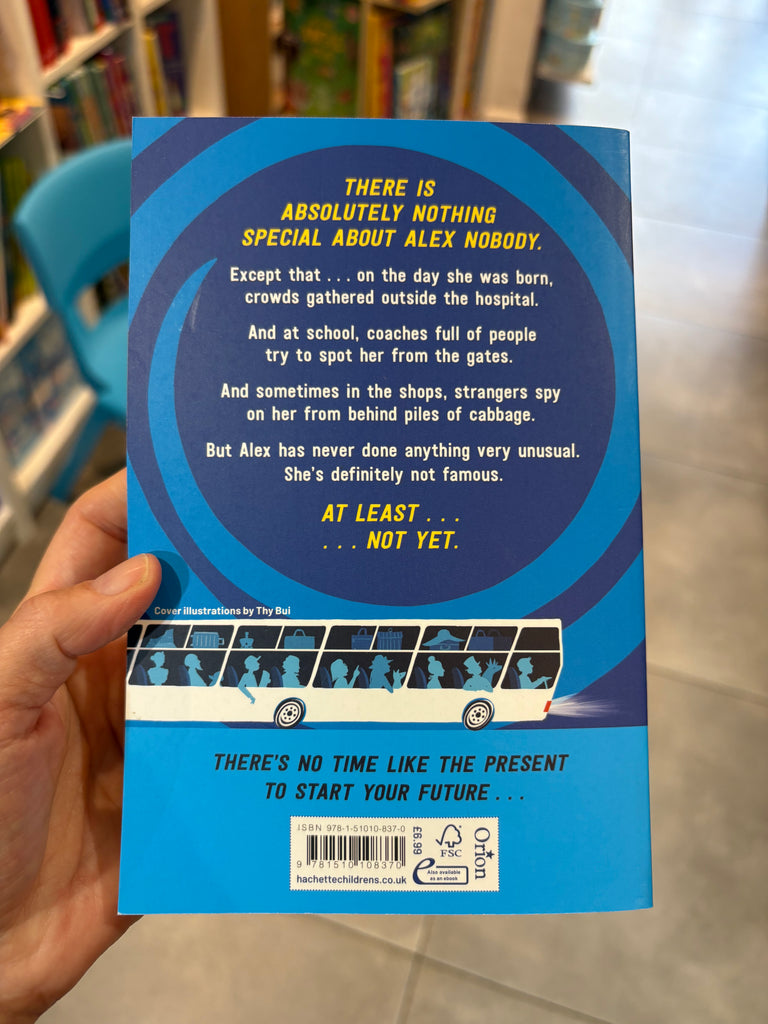 THERE IS
ABSOLUTELY NOTHING
SPECIAL ABOUT ALEX NOBODY.
Except that . . . on the day she was born,
crowds gathered outside the hospital.
And at school, coaches full of people
try to spot her from the gates.
And sometimes in the shops, strangers spy
on her from behind piles of cabbage.
But Alex has never done anything very unusual.
She's definitely not famous.
AT LEAST . . .
. . . NOT YET.
Cover illustrations by Thy Bui
THERE'S NO TIME LIKE THE PRESENT
TO START YOUR FUTURE . . .
ISBN 978-1-51010-837-0
9 781510 108370
hachettechildrens.co.uk
£6.99
FSC
e
Also available
as an ebook
Orion